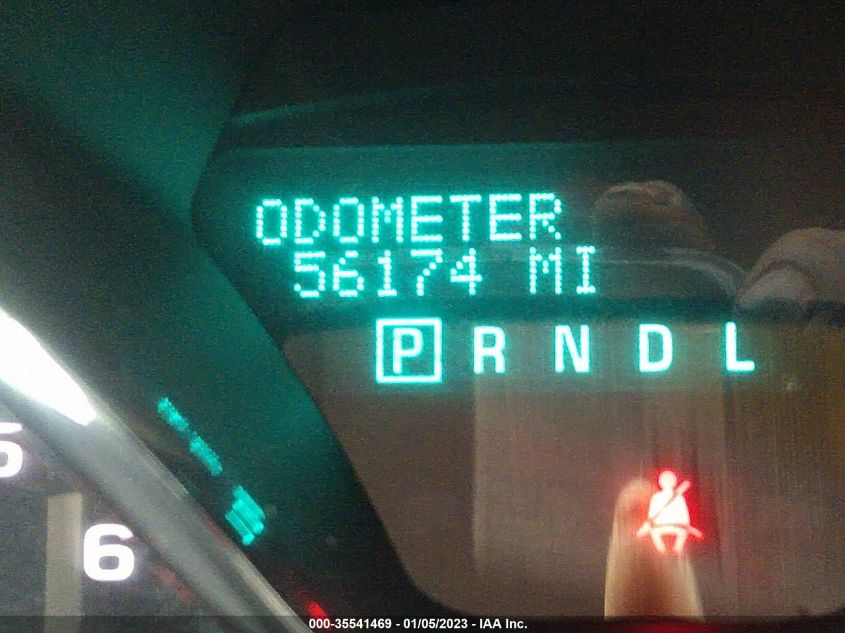 ODOMETER
56174 MI
P R N D L
5
6
000-35541469 - 01/05/2023 - IAA Inc.